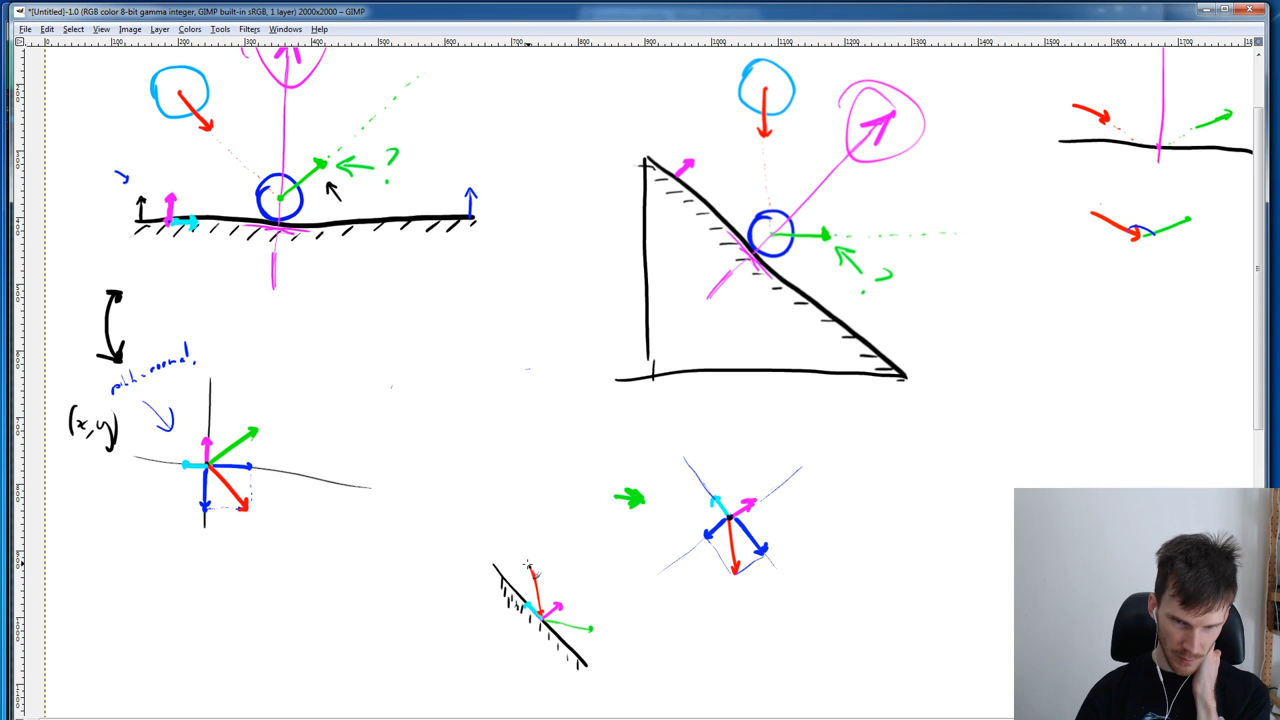 *[Untitled]-1.0 (RGB color 8-bit gamma integer, GIMP built-in sRGB, 1 layer) 2000x2000 – GIMP
File Edit Select View Image Layer Colors Tools Filters Windows Help
?
?
(x,y)